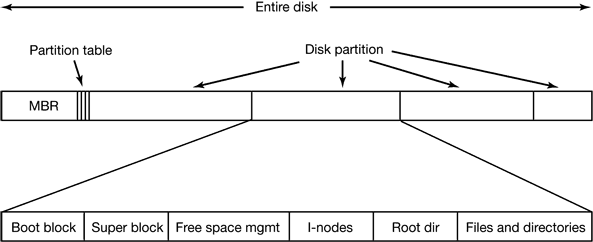 Entire disk
Partition table
Disk partition
MBR
Boot block
Super block
Free space mgmt
I-nodes
Root dir
Files and directories